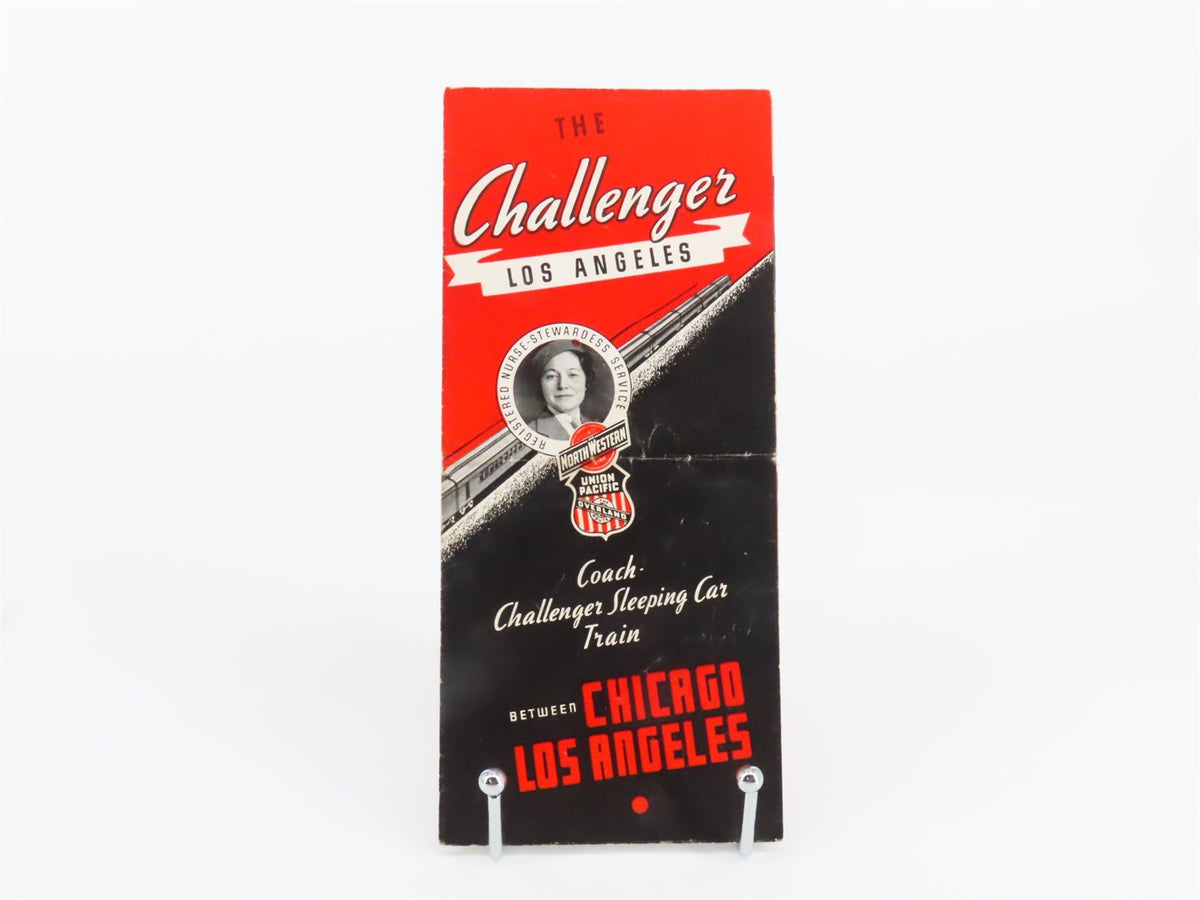 THE
Challenger
LOS ANGELES
REGISTERED NURSE-STEWARDESS SERVICE
NORTH WESTERN
UNION
PACIFIC
OVERLAND
Coach-
Challenger Sleeping Car
Train
BETWEEN CHICAGO
LOS ANGELES